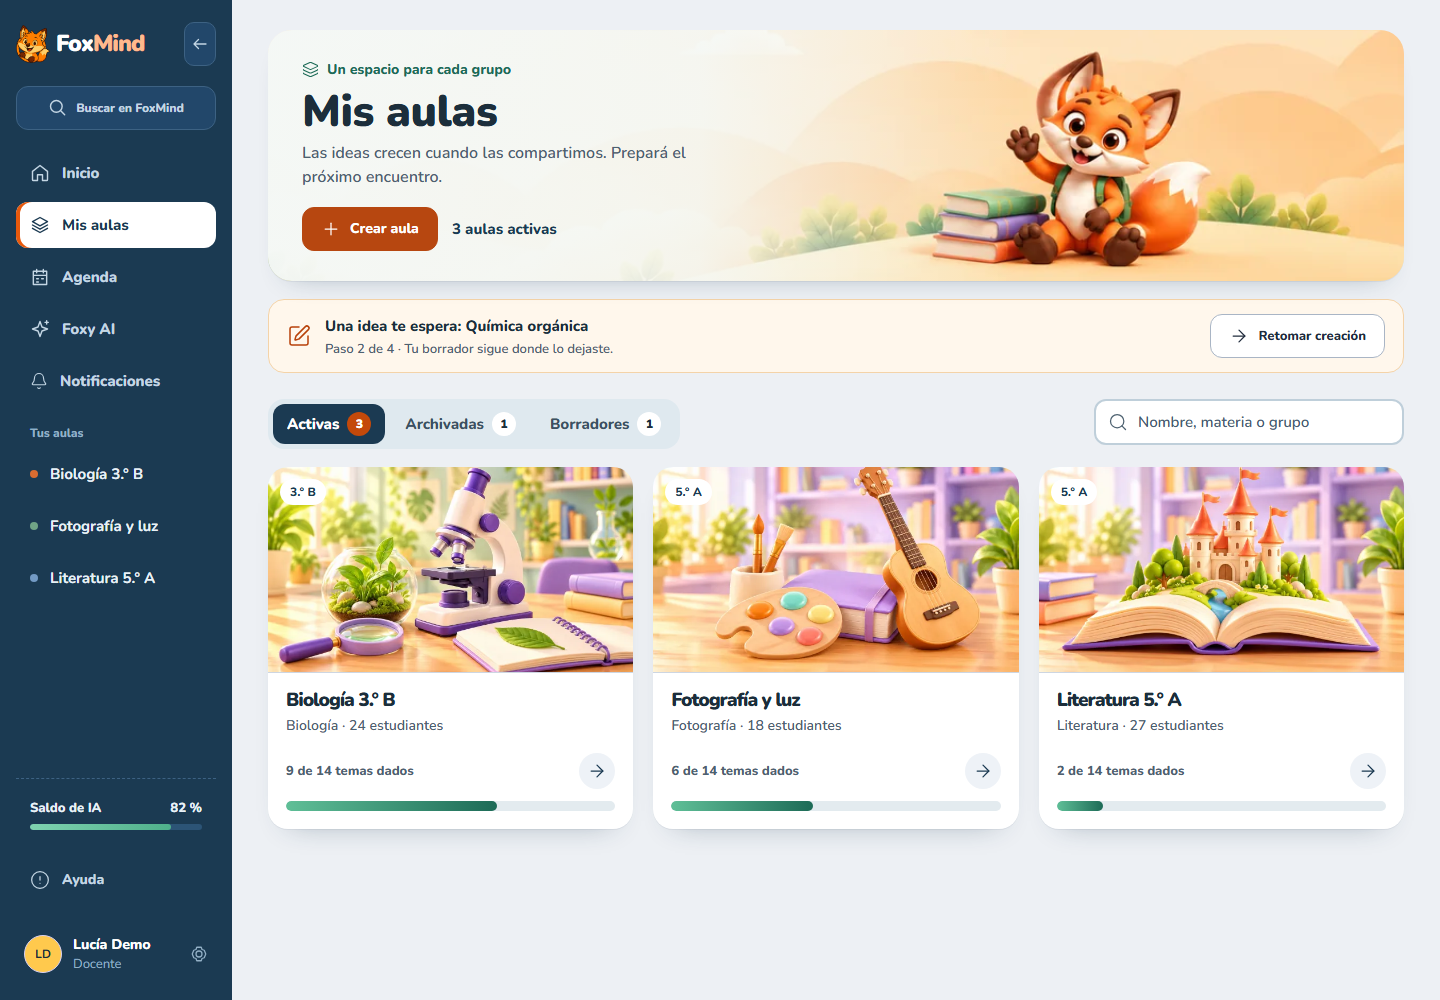 FoxMind
Buscar en FoxMind
Inicio
Mis aulas
Agenda
Foxy AI
Notificaciones
Tus aulas
Biología 3.º B
Fotografía y luz
Literatura 5.º A
Saldo de IA 82 %
Ayuda
LD
Lucía Demo
Docente
Un espacio para cada grupo
Mis aulas
Las ideas crecen cuando las compartimos. Prepará el
próximo encuentro.
Crear aula
3 aulas activas
Una idea te espera: Química orgánica
Paso 2 de 4 · Tu borrador sigue donde lo dejaste.
Retomar creación
Activas 3
Archivadas 1
Borradores 1
Nombre, materia o grupo
3.º B
Biología 3.º B
Biología · 24 estudiantes
9 de 14 temas dados
5.º A
Fotografía y luz
Fotografía · 18 estudiantes
6 de 14 temas dados
5.º A
Literatura 5.º A
Literatura · 27 estudiantes
2 de 14 temas dados